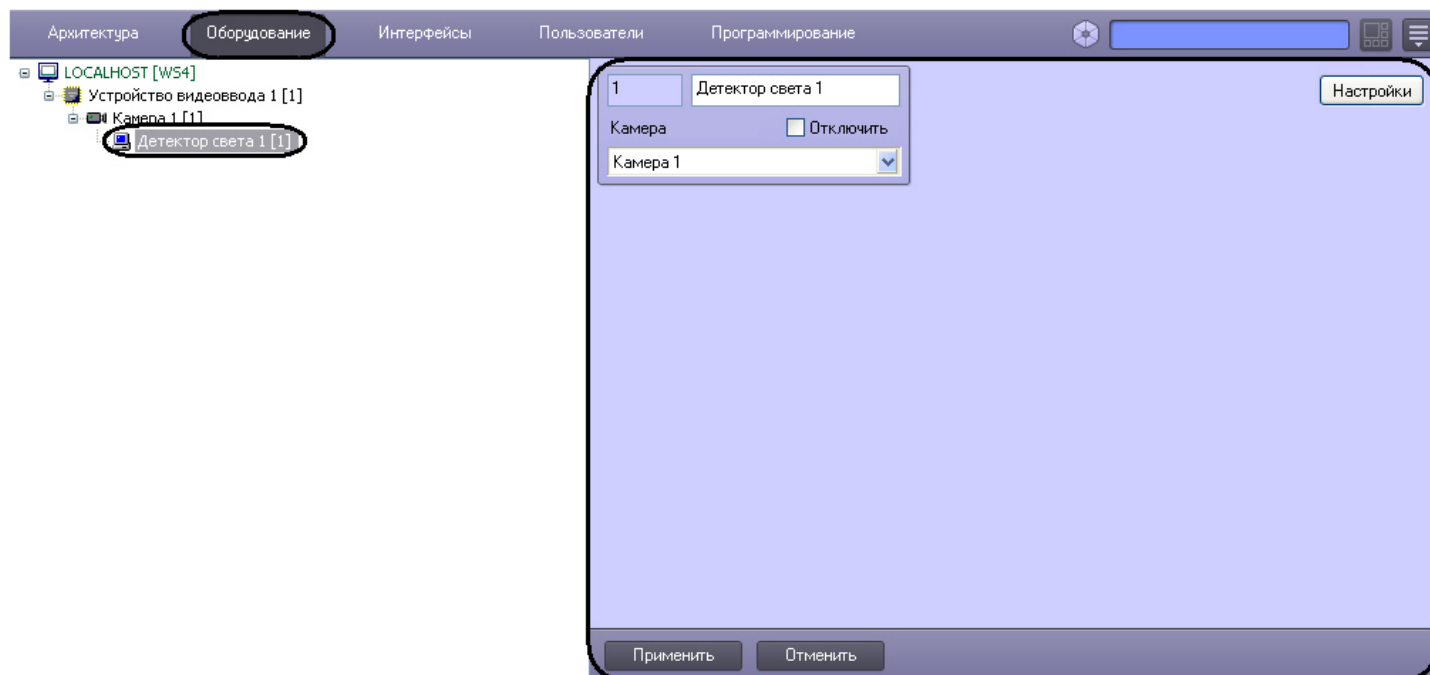 Архитектура Оборудование Интерфейсы Пользователи Программирование
LOCALHOST [WS4]
Устройство видеоввода 1 [1]
Камера 1 [1]
Детектор света 1 [1]
1 Детектор света 1
Настройки
Камера Отключить
Камера 1
Применить Отменить